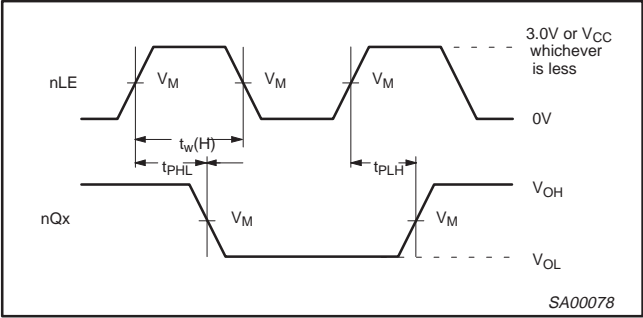 3.0V or VCC
whichever
is less
nLE
VM
VM
VM
0V
tw(H)
tPHL
tPLH
VOH
nQx
VM
VM
VOL
SA00078